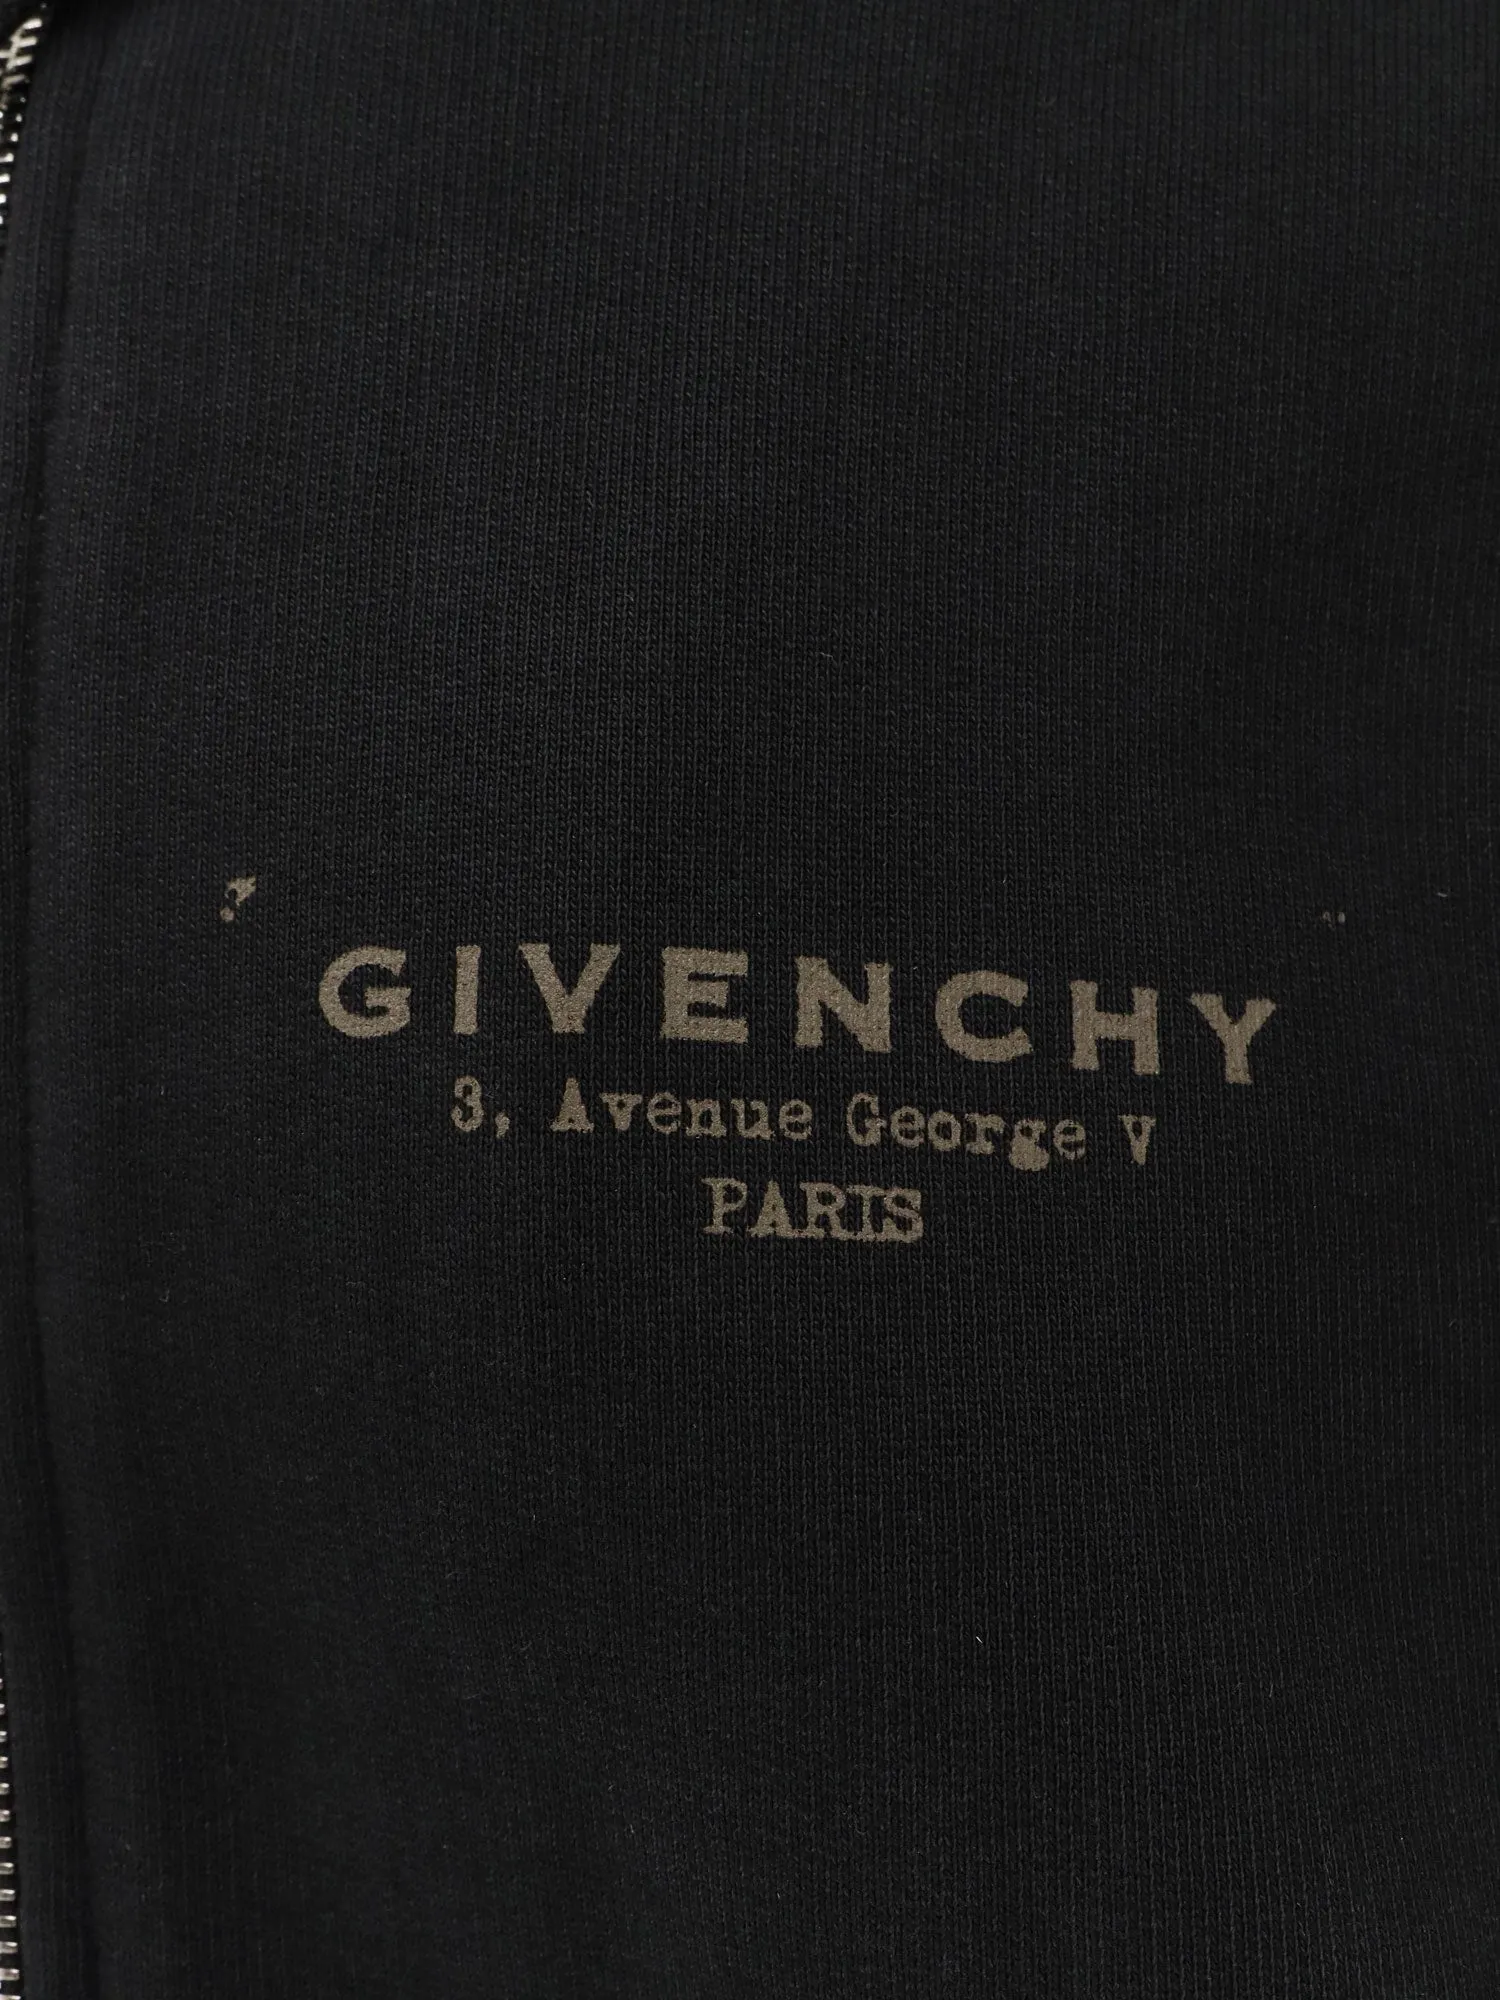 GIVENCHY
3, Avenue George V
PARIS